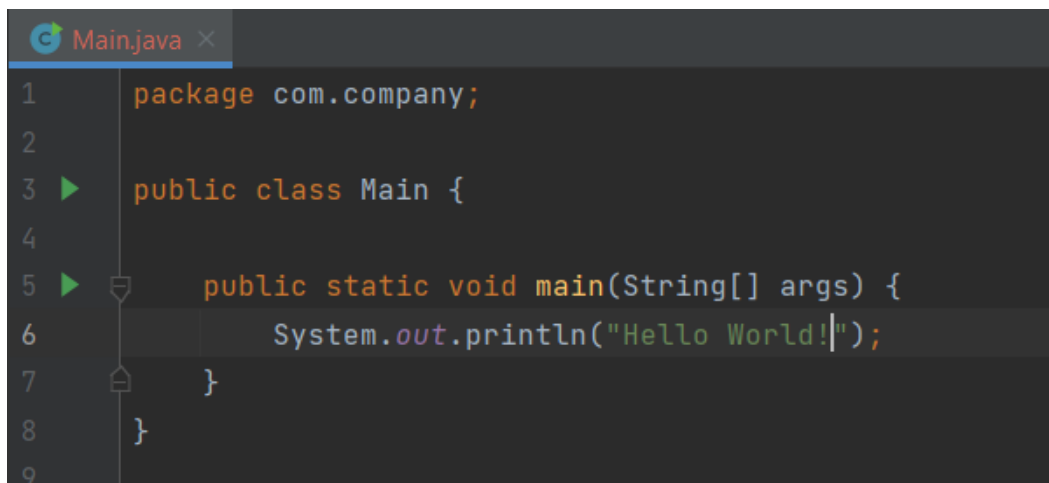 Main.java
1 package com.company;
2
3 public class Main {
4
5 public static void main(String[] args) {
6 System.out.println("Hello World!");
7 }
8 }
9